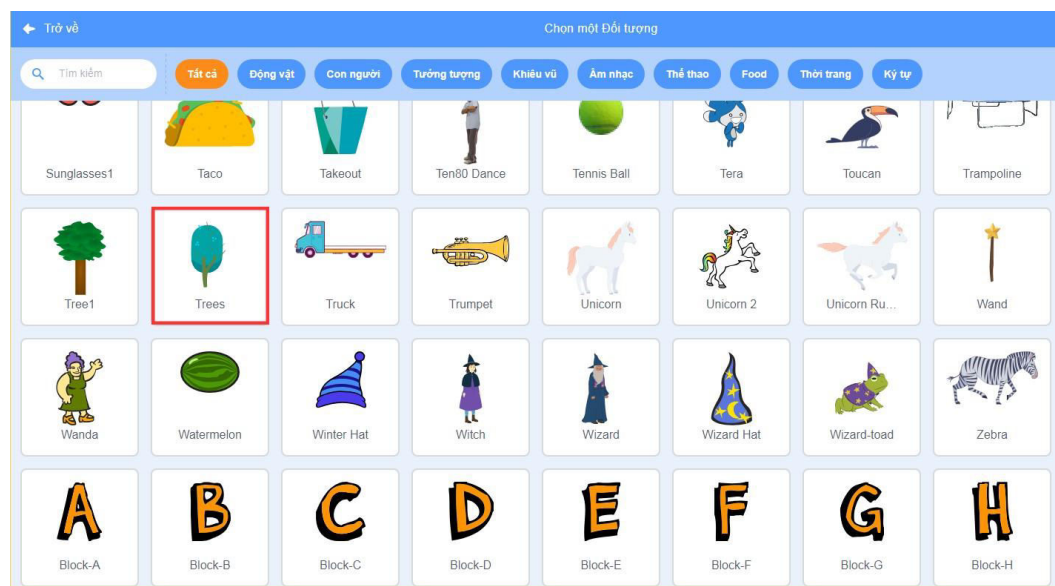 Trở về
Chọn một Đối tượng
Tìm kiếm
Tất cả Động vật Con người Tưởng tượng Khiêu vũ Âm nhạc Thể thao Food Thời trang Ký tự
Sunglasses1 Taco Takeout Ten80 Dance Tennis Ball Tera Toucan Trampoline
Tree1 Trees Truck Trumpet Unicorn Unicorn 2 Unicorn Ru... Wand
Wanda Watermelon Winter Hat Witch Wizard Wizard Hat Wizard-toad Zebra
A B C D E F G H
Block-A Block-B Block-C Block-D Block-E Block-F Block-G Block-H